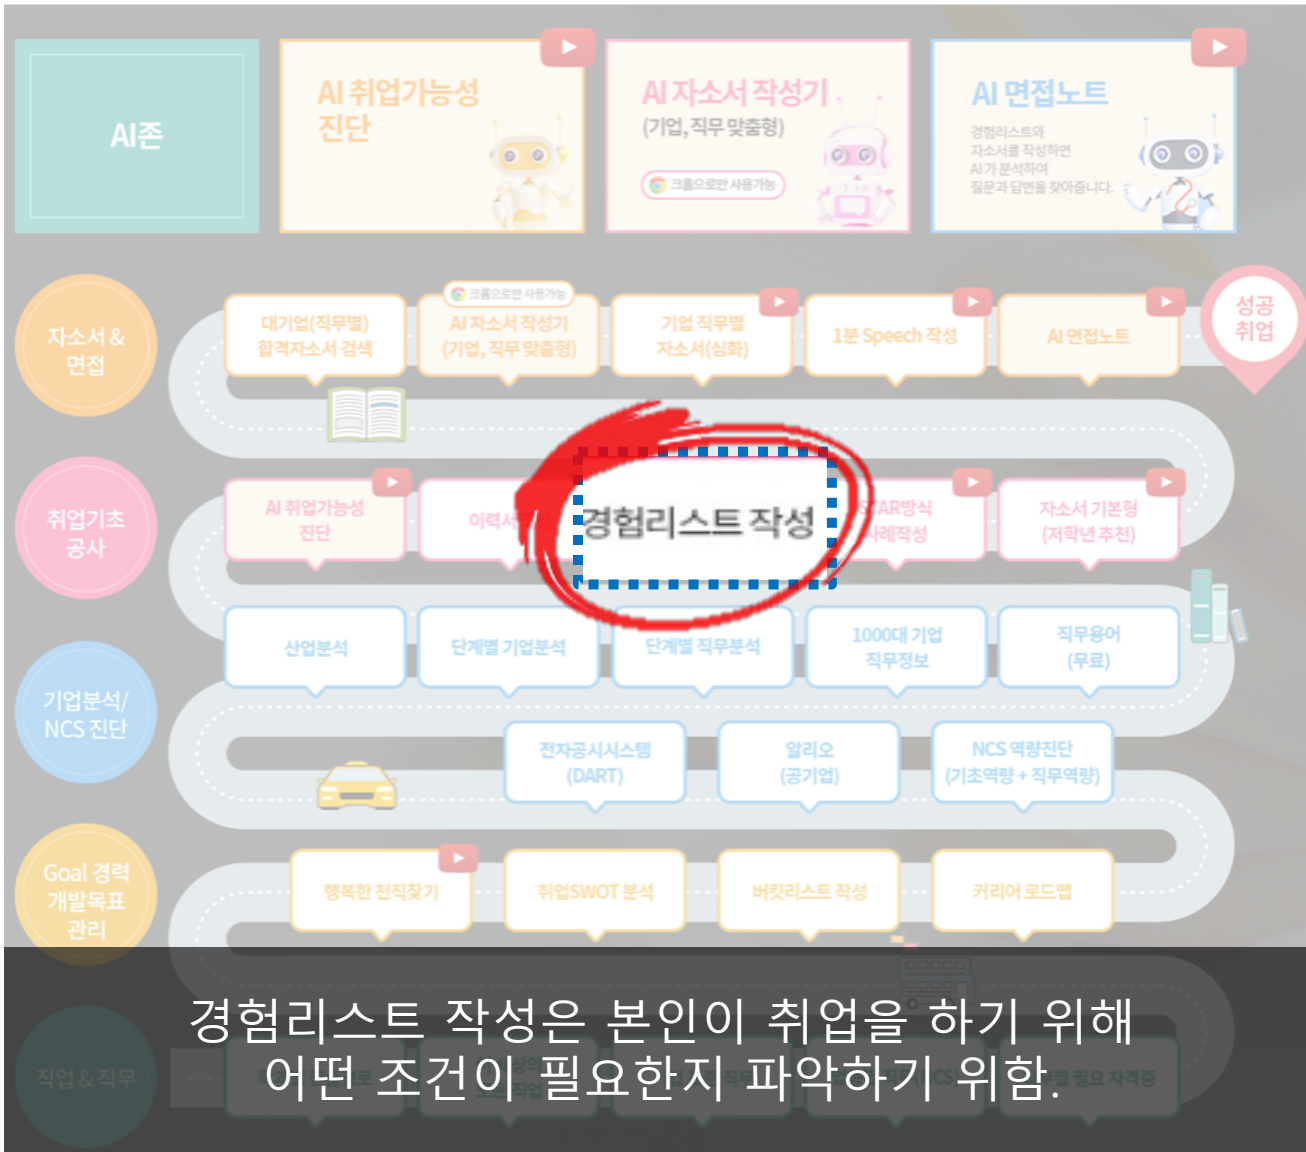 AI존
AI 취업가능성
진단
AI 자소서 작성기
(기업, 직무 맞춤형)
크롬으로만 사용가능
AI 면접노트
경험리스트와
자소서를 작성하면
AI가 분석하여
질문과 답변을 찾아줍니다.
성공
취업
자소서 &
면접
대기업(직무별)
합격자소서 검색
크롬으로만 사용가능
AI 자소서 작성기
(기업, 직무 맞춤형)
기업 직무별
자소서(심화)
1분 Speech 작성
AI 면접노트
취업기초
공사
AI 취업가능성
진단
이력서
경험리스트 작성
STAR방식
사례작성
자소서 기본형
(저학년 추천)
기업분석/
NCS 진단
산업분석
단계별 기업분석
단계별 직무분석
1000대 기업
직무정보
직무용어
(무료)
전자공시시스템
(DART)
알리오
(공기업)
NCS 역량진단
(기초역량 + 직무역량)
Goal 경력
개발목표
관리
행복한 천직찾기
취업SWOT 분석
버킷리스트 작성
커리어 로드맵
직업 & 직무
필요 자격증
경험리스트 작성은 본인이 취업을 하기 위해
어떤 조건이 필요한지 파악하기 위함.